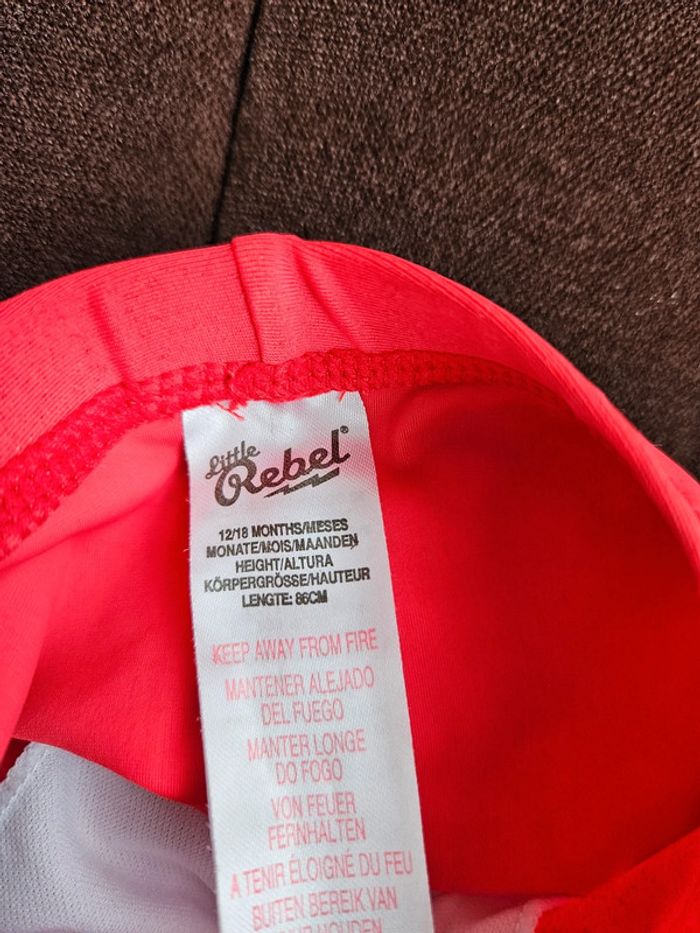 Little
Rebel®
12/18 MONTHS/MESES
MONATE/MOIS/MAANDEN
HEIGHT/ALTURA
KÖRPERGRÖSSE/HAUTEUR
LENGTE: 86CM
KEEP AWAY FROM FIRE
MANTENER ALEJADO
DEL FUEGO
MANTER LONGE
DO FOGO
VON FEUER
FERNHALTEN
A TENIR ÉLOIGNÉ DU FEU
BUITEN BEREIK VAN
HOUDEN